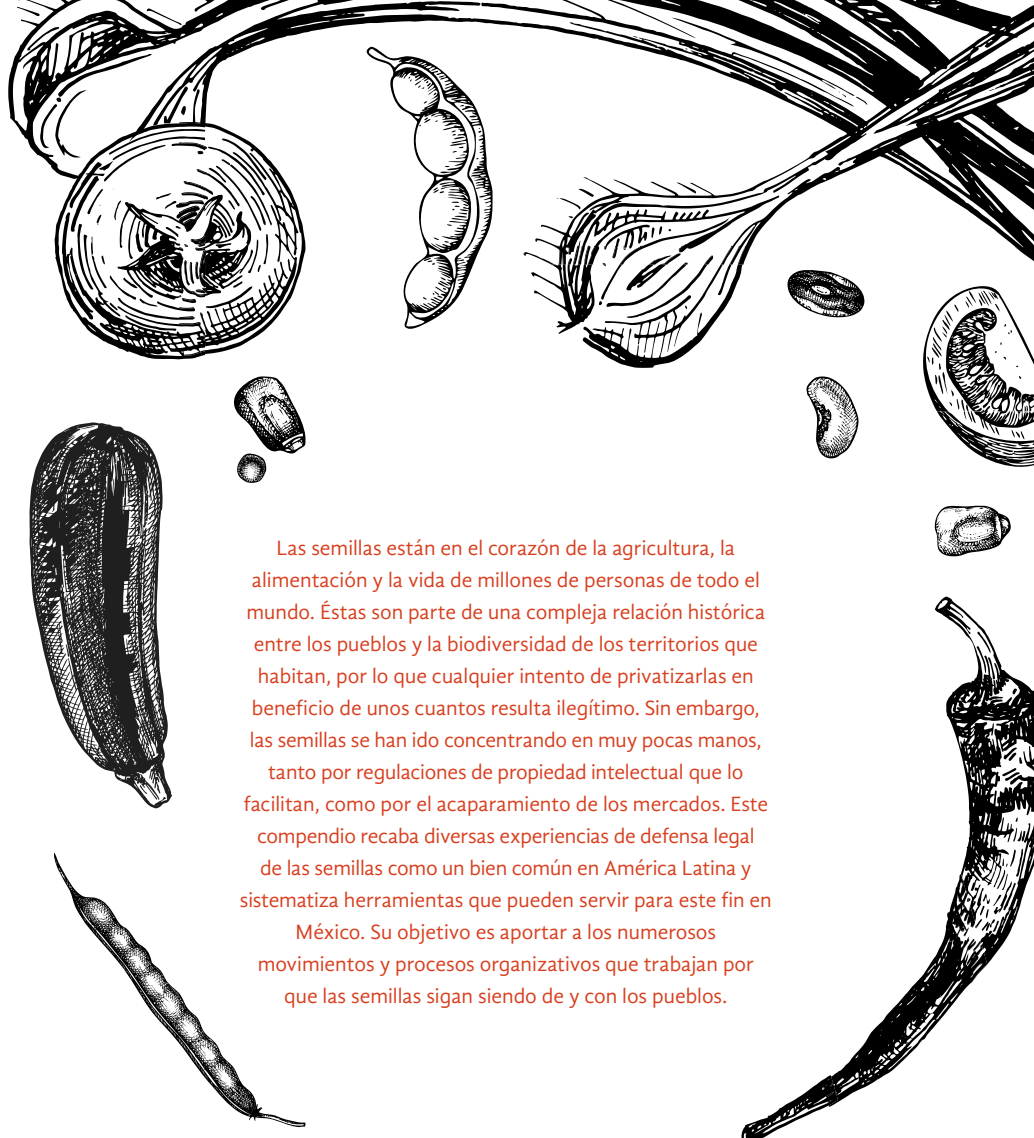 Las semillas están en el corazón de la agricultura, la
alimentación y la vida de millones de personas de todo el
mundo. Éstas son parte de una compleja relación histórica
entre los pueblos y la biodiversidad de los territorios que
habitan, por lo que cualquier intento de privatizarlas en
beneficio de unos cuantos resulta ilegítimo. Sin embargo,
las semillas se han ido concentrando en muy pocas manos,
tanto por regulaciones de propiedad intelectual que lo
facilitan, como por el acaparamiento de los mercados. Este
compendio recaba diversas experiencias de defensa legal
de las semillas como un bien común en América Latina y
sistematiza herramientas que pueden servir para este fin en
México. Su objetivo es aportar a los numerosos
movimientos y procesos organizativos que trabajan por
que las semillas sigan siendo de y con los pueblos.